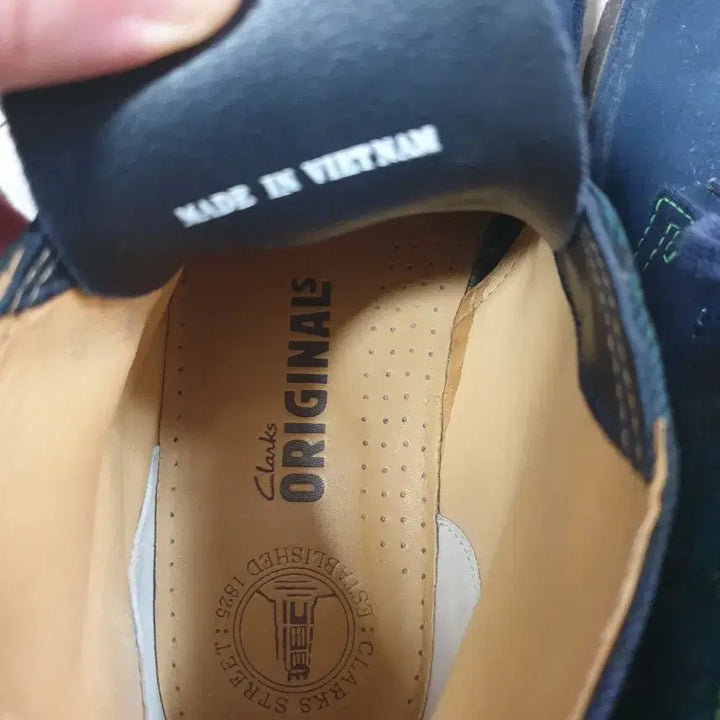 MADE IN VIETNAM
Clarks
ORIGINALS
ESTABLISHED 1825 : CLARKS STREET :